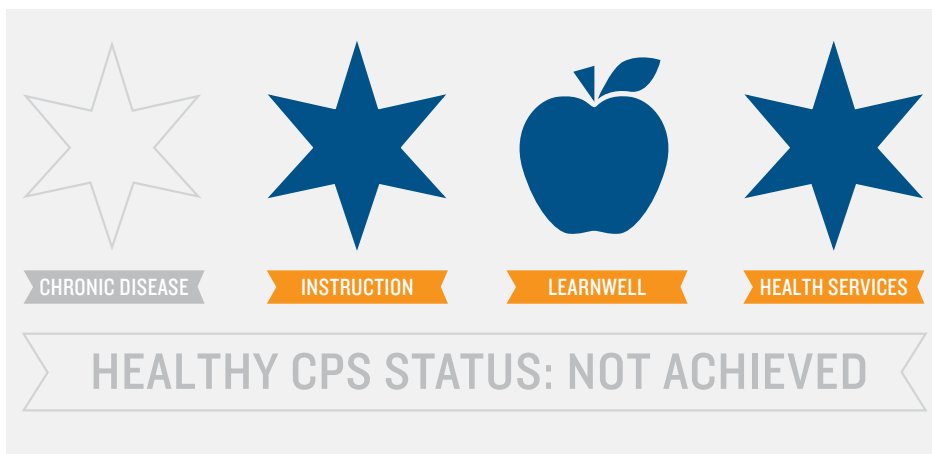 CHRONIC DISEASE
INSTRUCTION
LEARNWELL
HEALTH SERVICES
HEALTHY CPS STATUS: NOT ACHIEVED